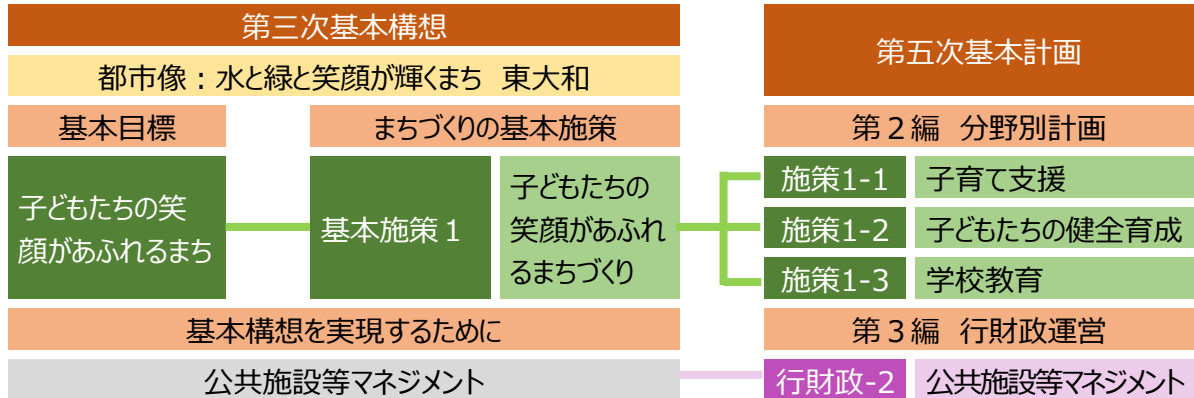 第三次基本構想
都市像：水と緑と笑顔が輝くまち 東大和
基本目標
まちづくりの基本施策
子どもたちの笑
顔があふれるまち
基本施策１
子どもたちの
笑顔があふれ
るまちづくり
基本構想を実現するために
公共施設等マネジメント
第五次基本計画
第２編 分野別計画
施策1-1 子育て支援
施策1-2 子どもたちの健全育成
施策1-3 学校教育
第３編 行財政運営
行財政-2 公共施設等マネジメント